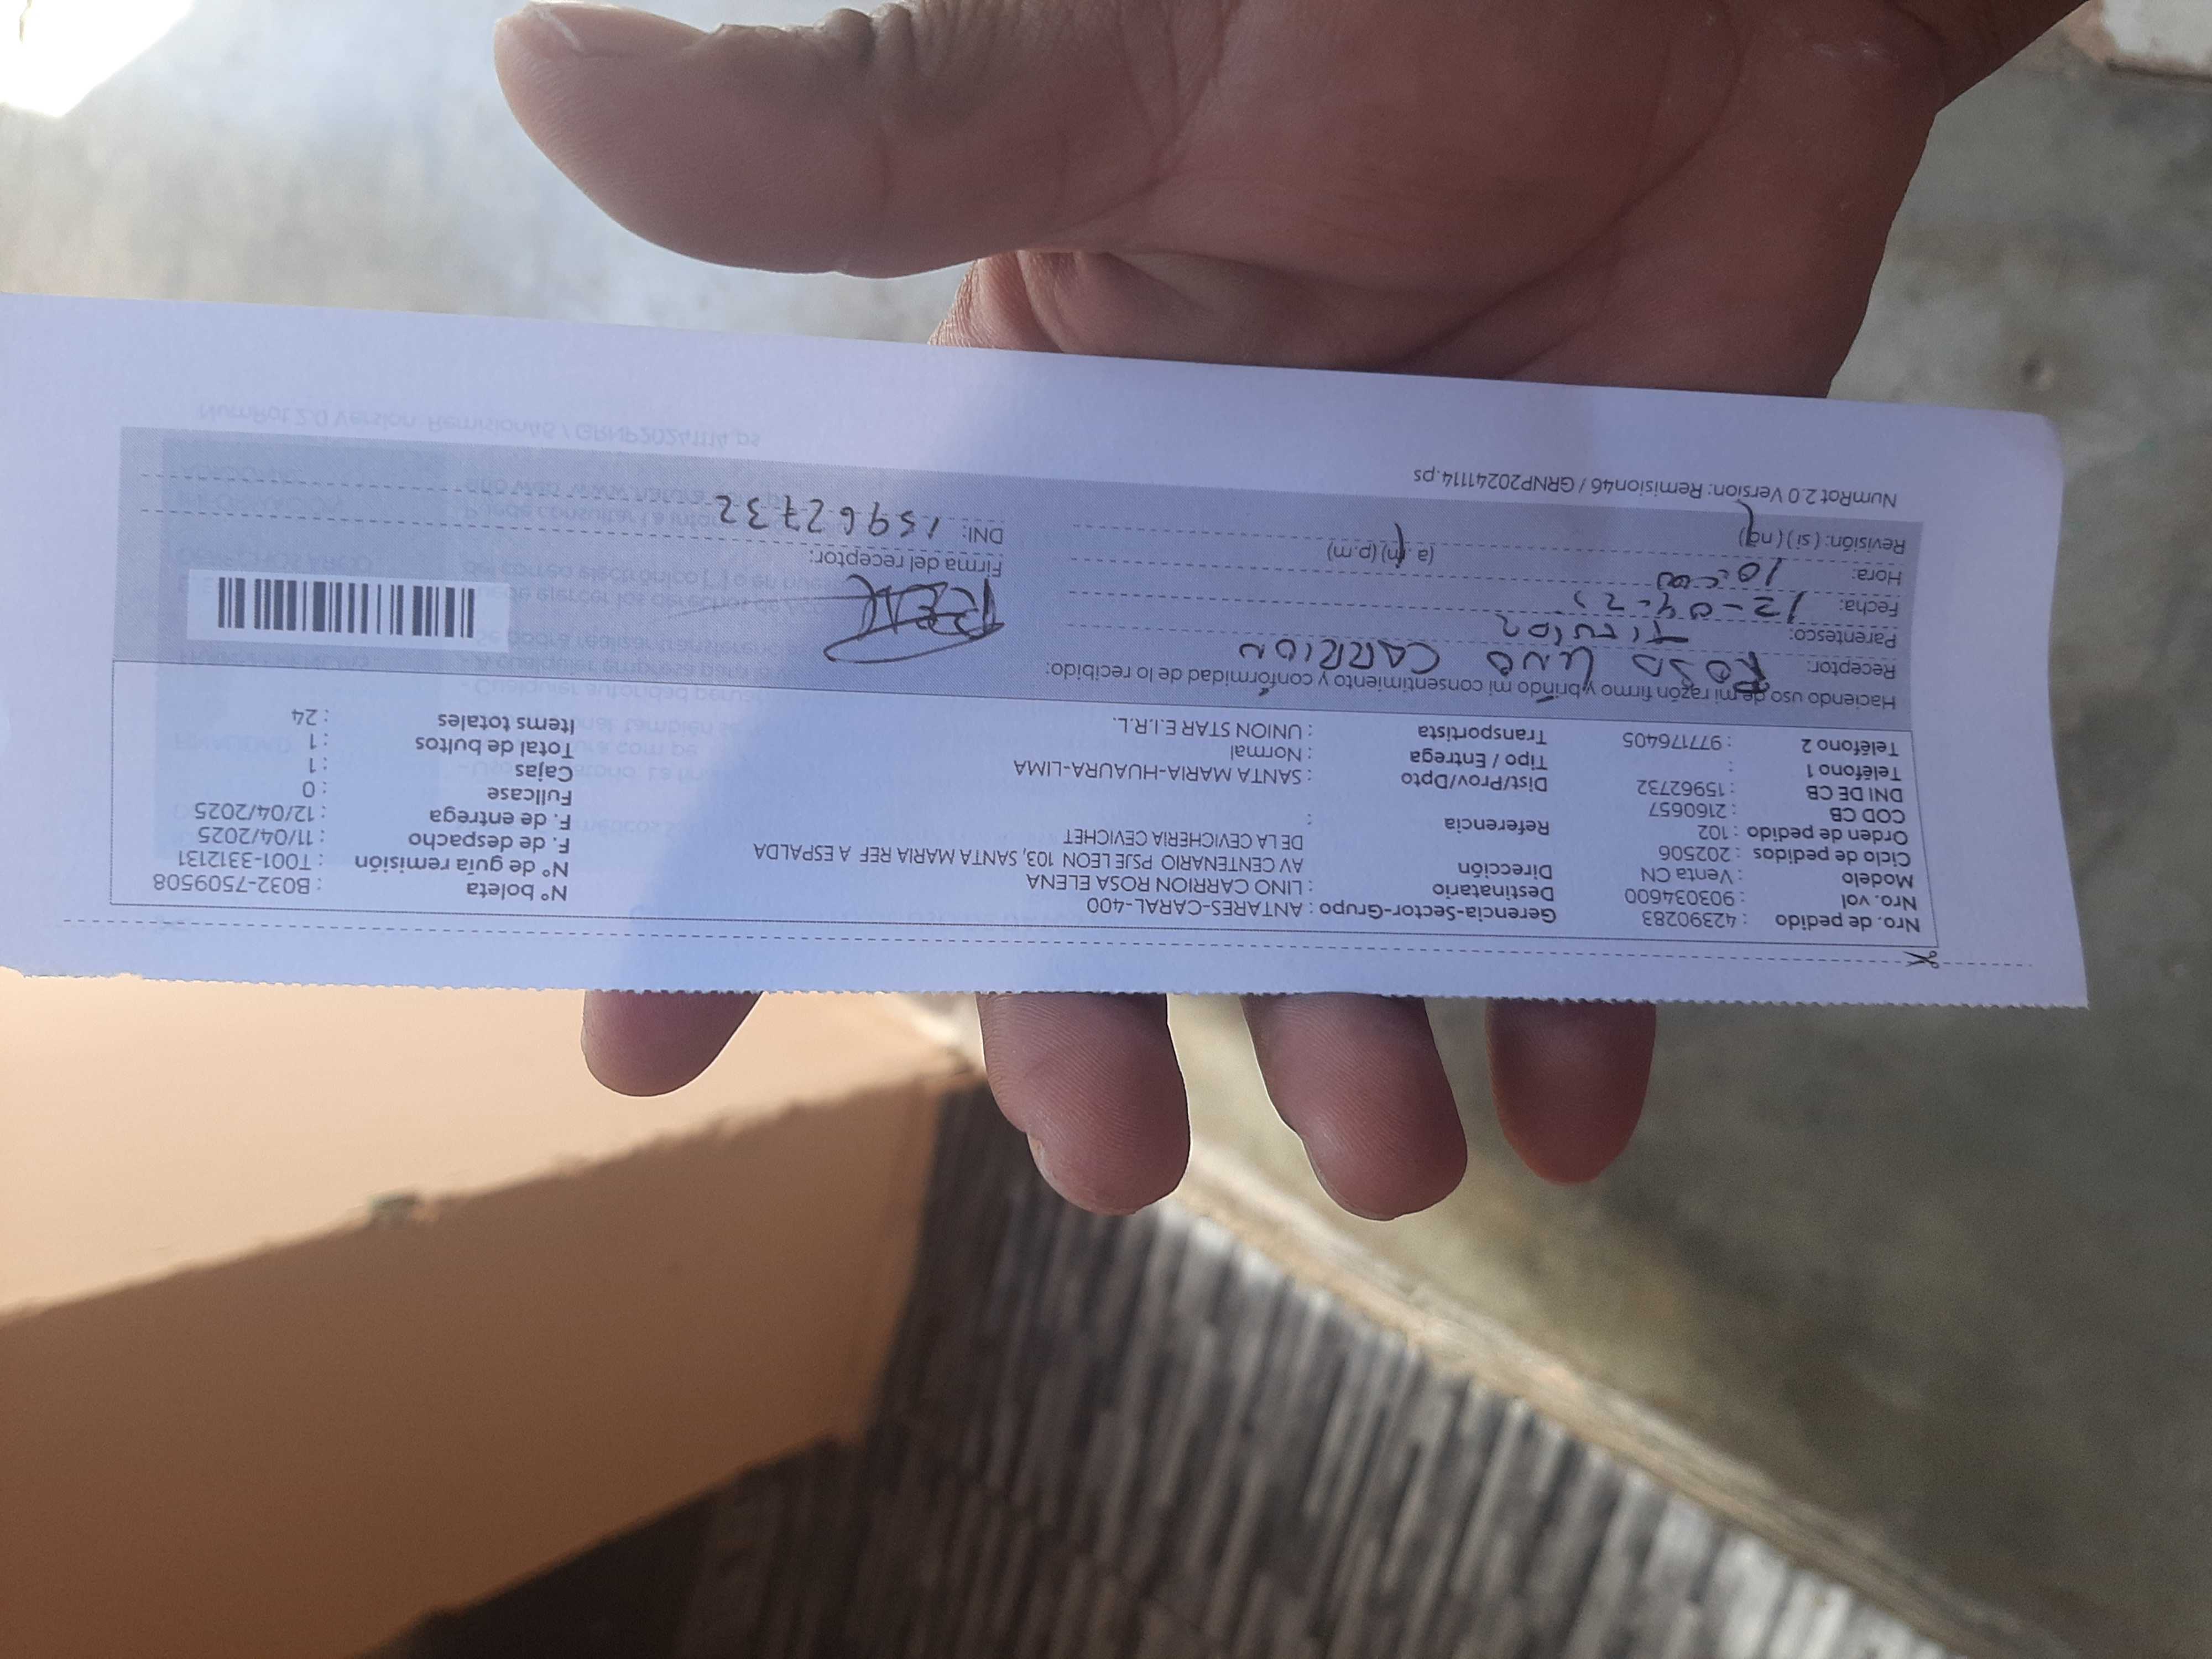 Nro. de pedido : 42390283
Nro. vol : 903034600
Modelo : Venta CN
Ciclo de pedidos : 202506
Orden de pedido : 102
COD CB : 2160657
DNI DE CB : 15962732
Teléfono 1 :
Teléfono 2 : 977176405
Gerencia-Sector-Grupo : ANTARES-CARAL-400
Destinatario : LINO CARRION ROSA ELENA
Dirección AV CENTENARIO PSJE LEON 103, SANTA MARIA REF A ESPALDA
DE LA CEVICHERIA CEVICHET
Referencia :
Dist/Prov/Dpto : SANTA MARIA-HUAURA-LIMA
Tipo / Entrega : Normal
Transportista : UNION STAR E.I.R.L.
N° boleta : B032-7509508
N° de guía remisión : T001-3312131
F. de despacho : 11/04/2025
F. de entrega : 12/04/2025
Fullcase : 0
Cajas : 1
Total de bultos : 1
Items totales : 24
Haciendo uso de mi razón firmo y brindo mi consentimiento y conformidad de lo recibido:
Receptor: ROSA LINO CARRION
Parentesco: Titular
Fecha: 12-04-25
Hora: 10:00 (a.m) (p.m)
Revisión: (si) (no)
Firma del receptor:
DNI: 15962732
NumRot 2.0 Version: Remision46 / GRNP20241114.ps